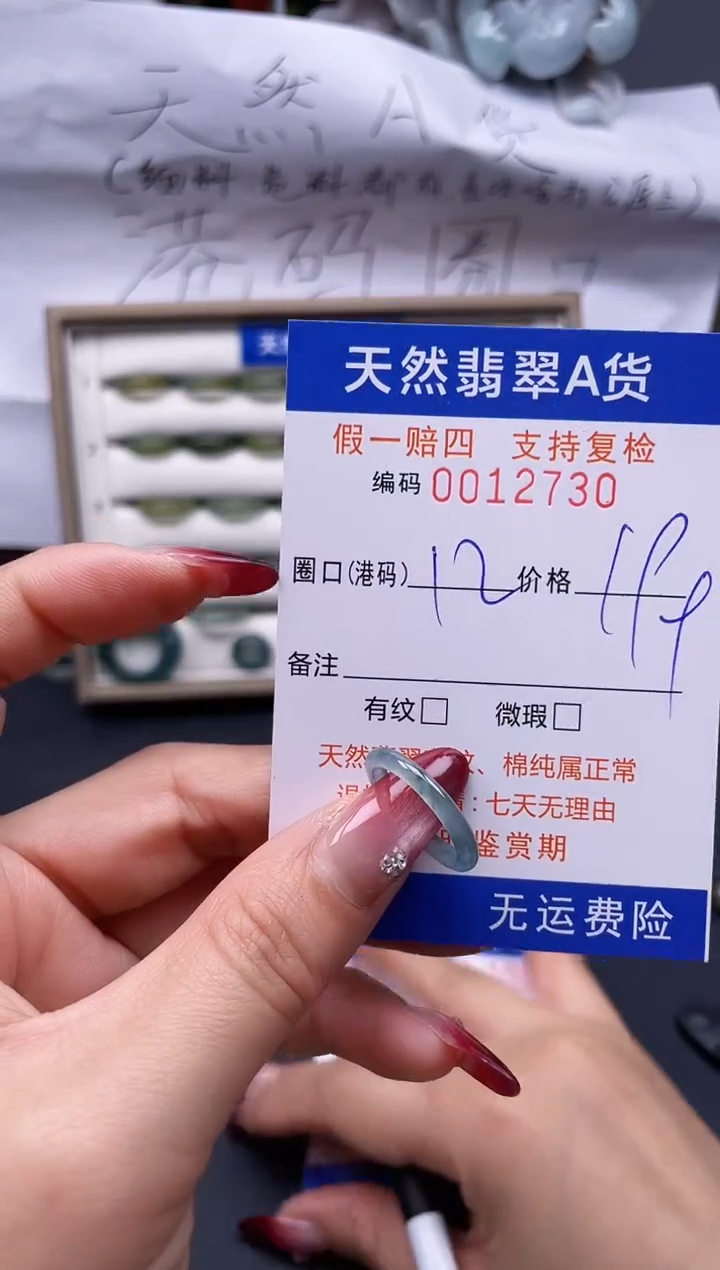 天然A货
港码圈口
天然翡翠A货
假一赔四 支持复检
编码 0012730
圈口(港码) 12 价格 199
备注
有纹□ 微瑕□
天然翡翠 纹、棉纯属正常
：七天无理由
鉴赏期
无运费险